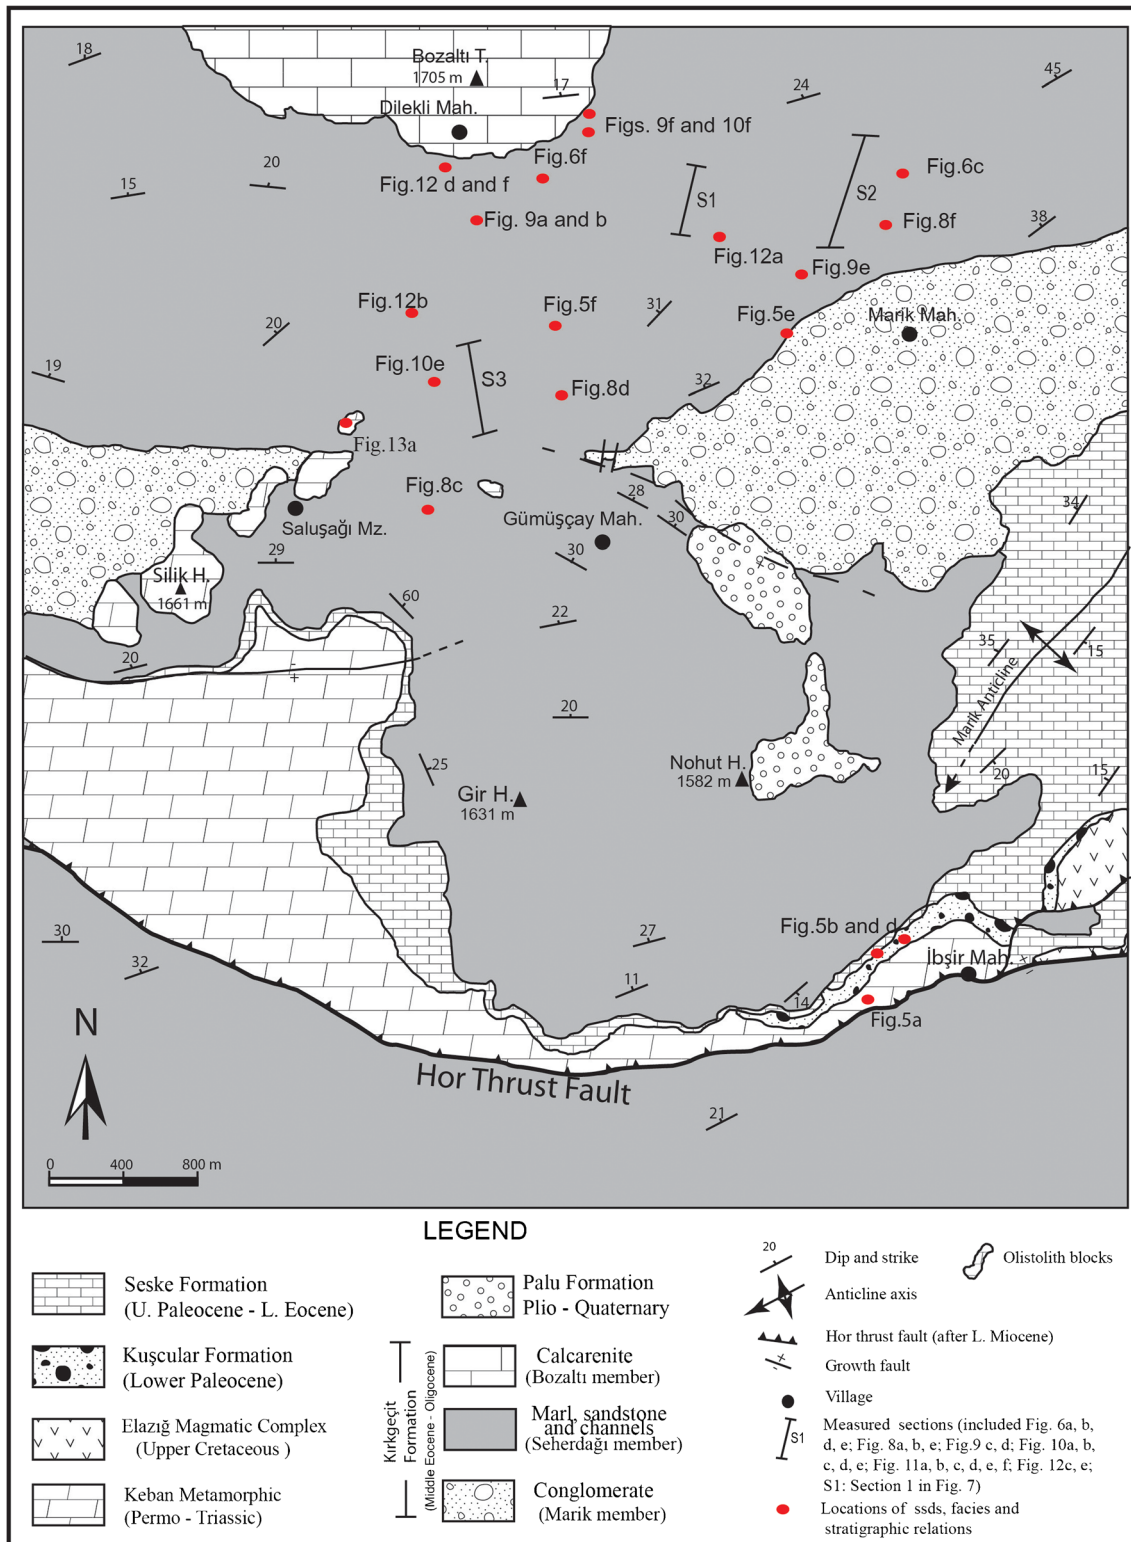 18
Bozaltı T.
1705 m
17
24
45
Dilekli Mah.
Figs. 9f and 10f
20
Fig.6f
Fig.6c
15
Fig.12 d and f
S1
S2
Fig. 9a and b
Fig.8f
38
Fig.12a
Fig.9e
Fig.12b
Fig.5f
31
Fig.5e
Marik Mah.
20
19
Fig.10e
S3
Fig.8d
32
Fig.13a
Fig.8c
28
34
Saluşağı Mz.
Gümüşçay Mah.
30
29
30
Silik H.
1661 m
60
22
35
15
20
-
+
Marik Anticline
20
25
Nohut H.
1582 m
20
15
Gir H.
1631 m
30
27
Fig.5b and d
32
11
14
İbşir Mah.
+
-
Fig.5a
N
Hor Thrust Fault
21
0 400 800 m
LEGEND
Seske Formation
(U. Paleocene - L. Eocene)
Kuşcular Formation
(Lower Paleocene)
Elazığ Magmatic Complex
(Upper Cretaceous )
Keban Metamorphic
(Permo - Triassic)
Palu Formation
Plio - Quaternary
Kırkgeçit
Formation
(Middle Eocene - Oligocene)
Calcarenite
(Bozaltı member)
Marl, sandstone
and channels
(Seherdağı member)
Conglomerate
(Marik member)
20
Dip and strike
Olistolith blocks
Anticline axis
Hor thrust fault (after L. Miocene)
+
-
Growth fault
Village
S1
Measured sections (included Fig. 6a, b,
d, e; Fig. 8a, b, e; Fig.9 c, d; Fig. 10a, b,
c, d, e; Fig. 11a, b, c, d, e, f; Fig. 12c, e;
S1: Section 1 in Fig. 7)
Locations of ssds, facies and
stratigraphic relations